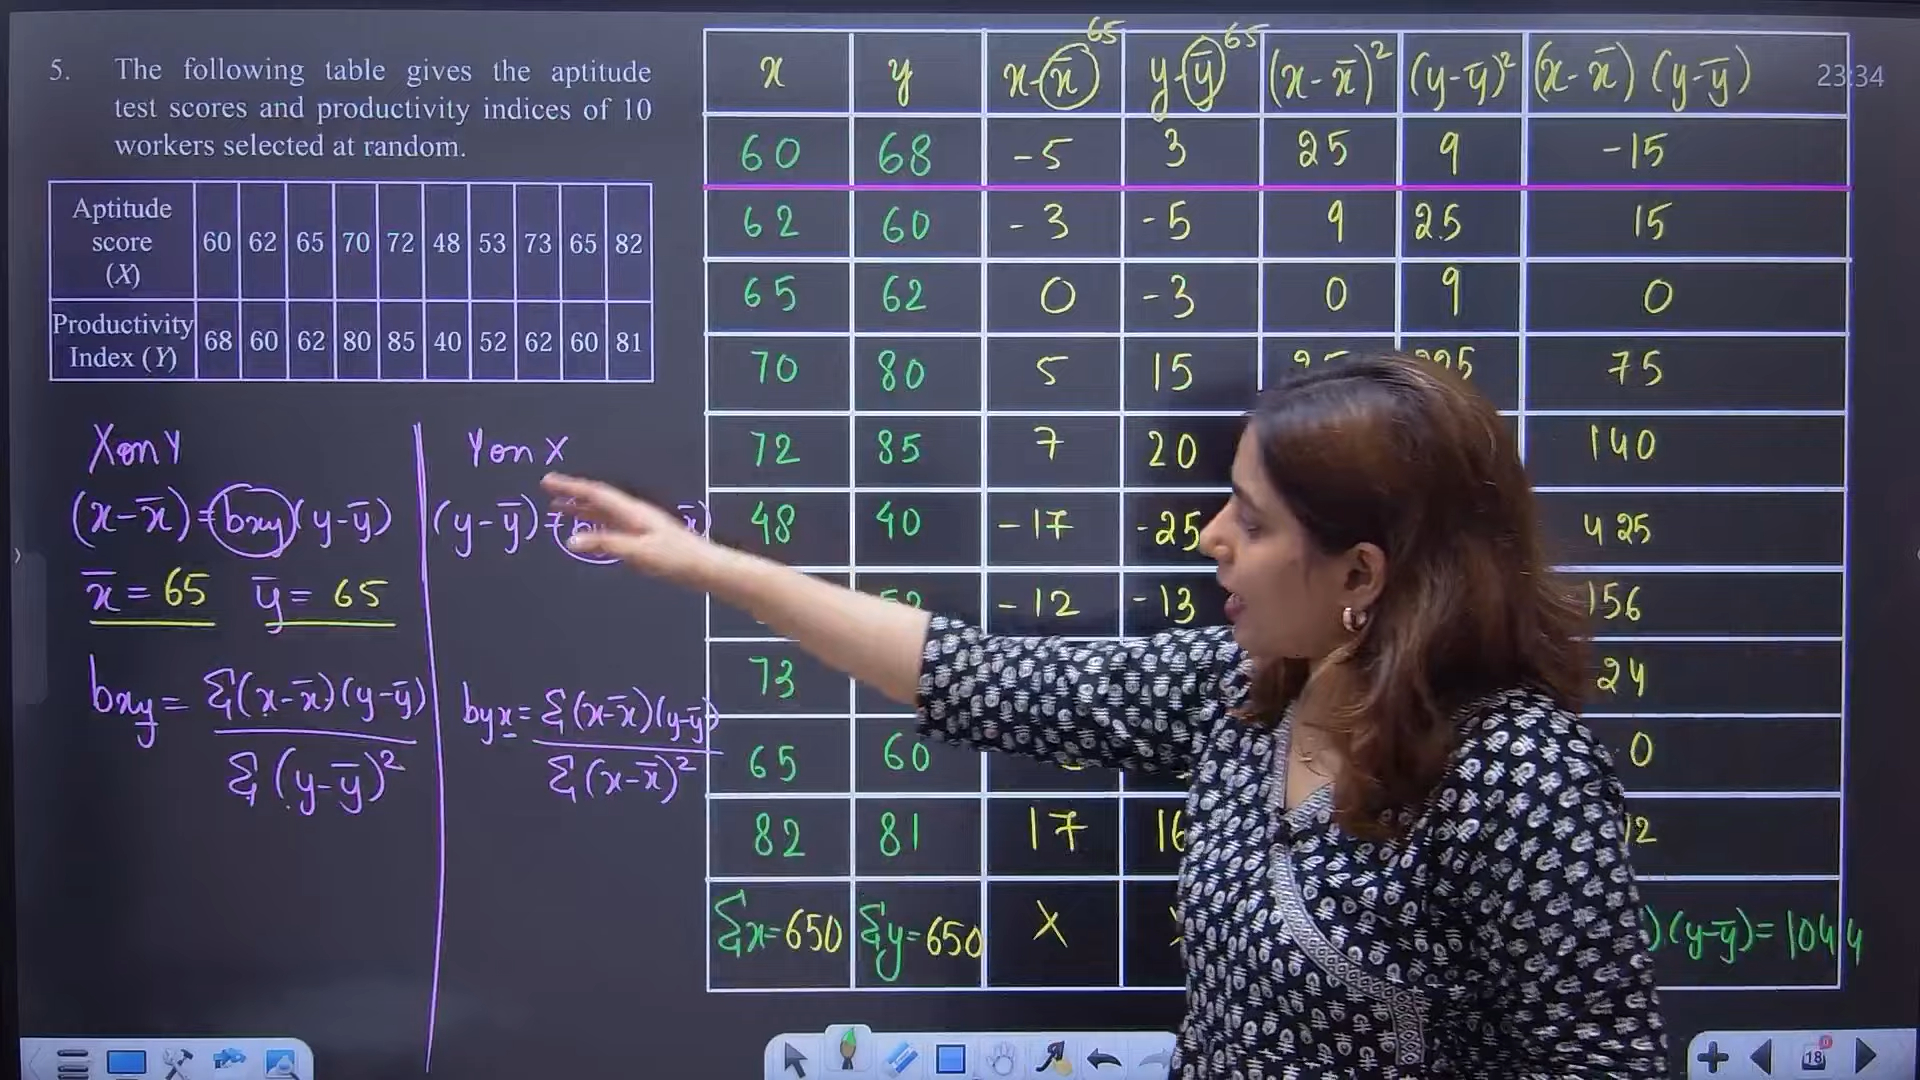 5. The following table gives the aptitude
test scores and productivity indices of 10
workers selected at random.
Aptitude score (X) 60 62 65 70 72 48 53 73 65 82
Productivity Index (Y) 68 60 62 80 85 40 52 62 60 81
X on Y
(x-x̄) = bxy (y-ȳ)
x̄ = 65 ȳ = 65
bxy = Σ(x-x̄)(y-ȳ)
Σ(y-ȳ)²
Y on X
(y-ȳ) =
byx = Σ(x-x̄)(y-ȳ)
Σ(x-x̄)²
65 65
x y x-x̄ y-ȳ (x-x̄)² (y-ȳ)² (x-x̄)(y-ȳ)
60 68 -5 3 25 9 -15
62 60 -3 -5 9 25 15
65 62 0 -3 0 9 0
70 80 5 15 75
72 85 7 20 140
48 40 -17 -25 425
-12 -13 156
73 24
65 60 0
82 81 17 16
Σx=650 Σy=650 X (y-ȳ)=1044
23:34
18